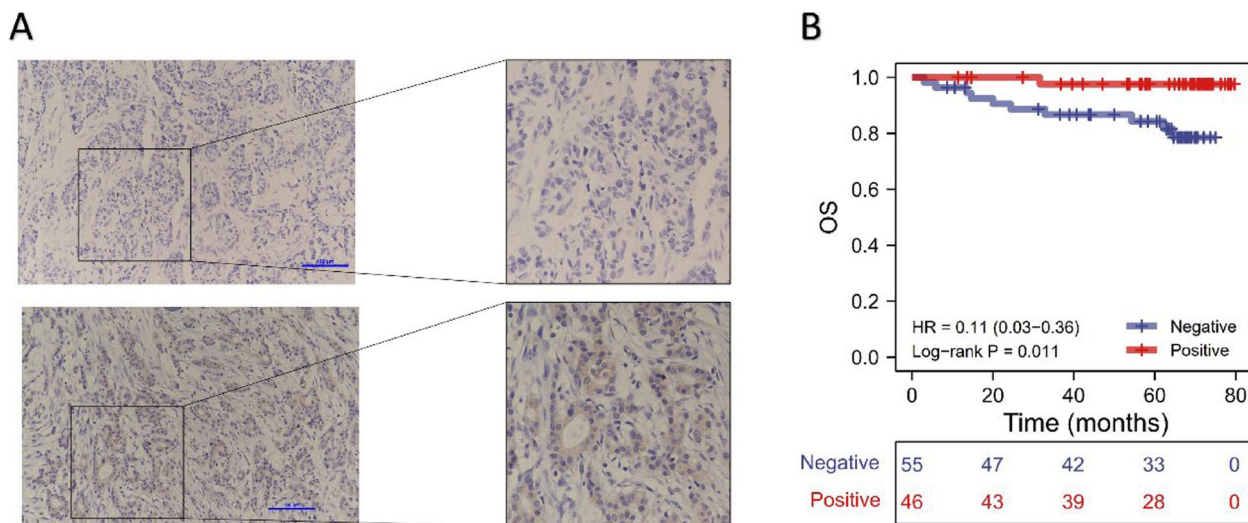 A
B
1.0
0.8
0.6
OS
0.4
0.2
HR = 0.11 (0.03−0.36)
Negative
Log−rank P = 0.011
Positive
0.0
0 20 40 60 80
Time (months)
Negative 55 47 42 33 0
Positive 46 43 39 28 0